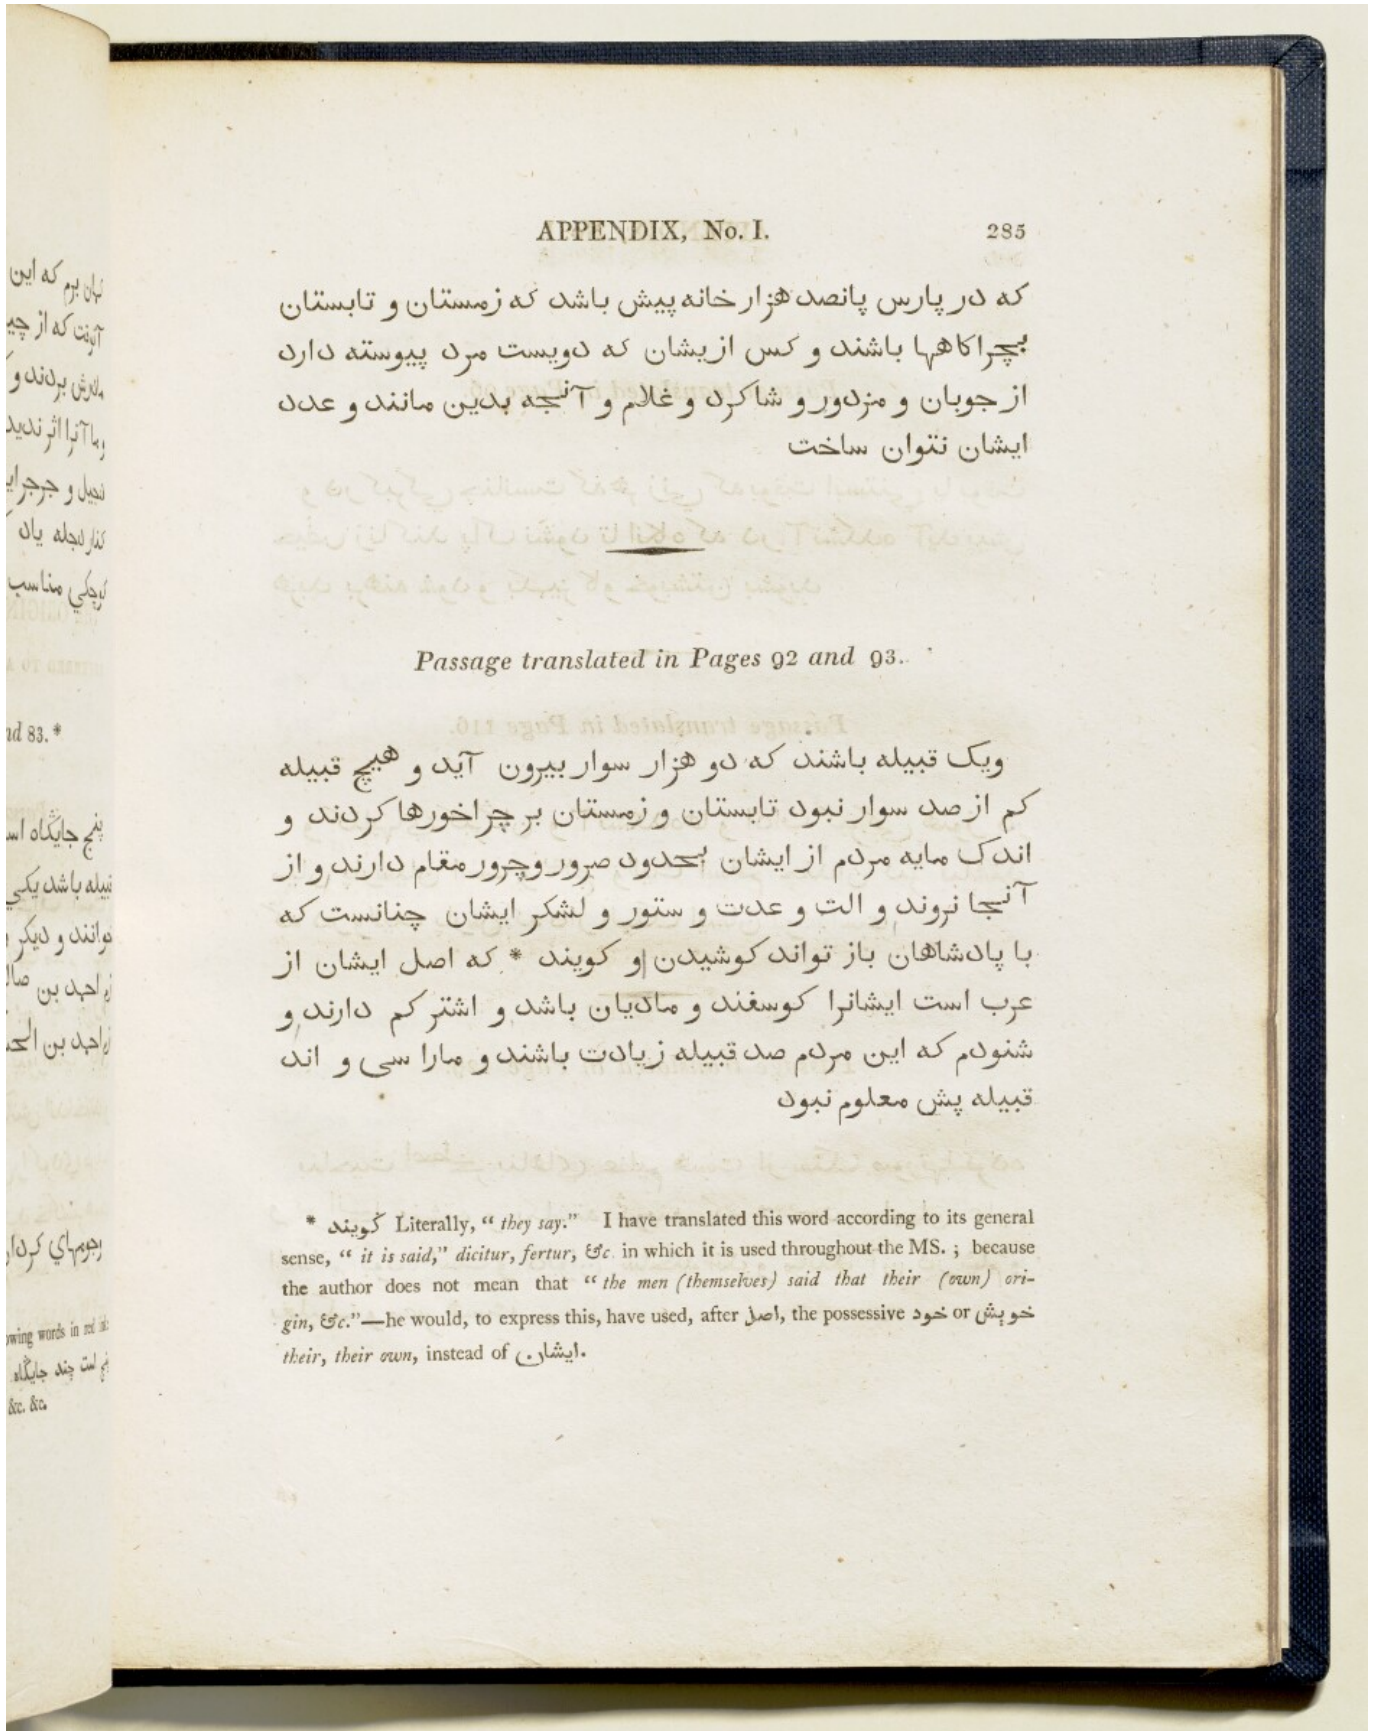 APPENDIX, No. I.
285
که در پارس پانصد هزار خانه پیش باشد که زمستان و تابستان
بچراکاهها باشند و کس ازیشان که دویست مرد پیوسته دارد
از جوبان و مزدور و شاکرد و غلام و آنجه بدین مانند و عدد
ایشان نتوان ساخت
Passage translated in Pages 92 and 93.
ویک قبیله باشند که دو هزار سوار بیرون آید و هیچ قبیله
کم از صد سوار نبود تابستان و زمستان بر چراخورها کردند و
اندک مایه مردم از ایشان بحدود صرور وچرور مقام دارند و از
آنجا نروند و الت و عدت و ستور و لشکر ایشان چنانست که
با پادشاهان باز تواند کوشیدن و کویند * که اصل ایشان از
عرب است ایشانرا کوسفند و مادیان باشد و اشتر کم دارند و
شنودم که این مردم صد قبیله زیادت باشند و مارا سی و اند
قبیله پش معلوم نبود
* کویند Literally, “ they say.” I have translated this word according to its general
sense, “ it is said,” dicitur, fertur, &c. in which it is used throughout the MS. ; because
the author does not mean that “ the men (themselves) said that their (own) ori-
gin, &c.”—he would, to express this, have used, after اصل, the possessive خود or خویش
their, their own, instead of ایشان.
nd 83.*
&c. &c.